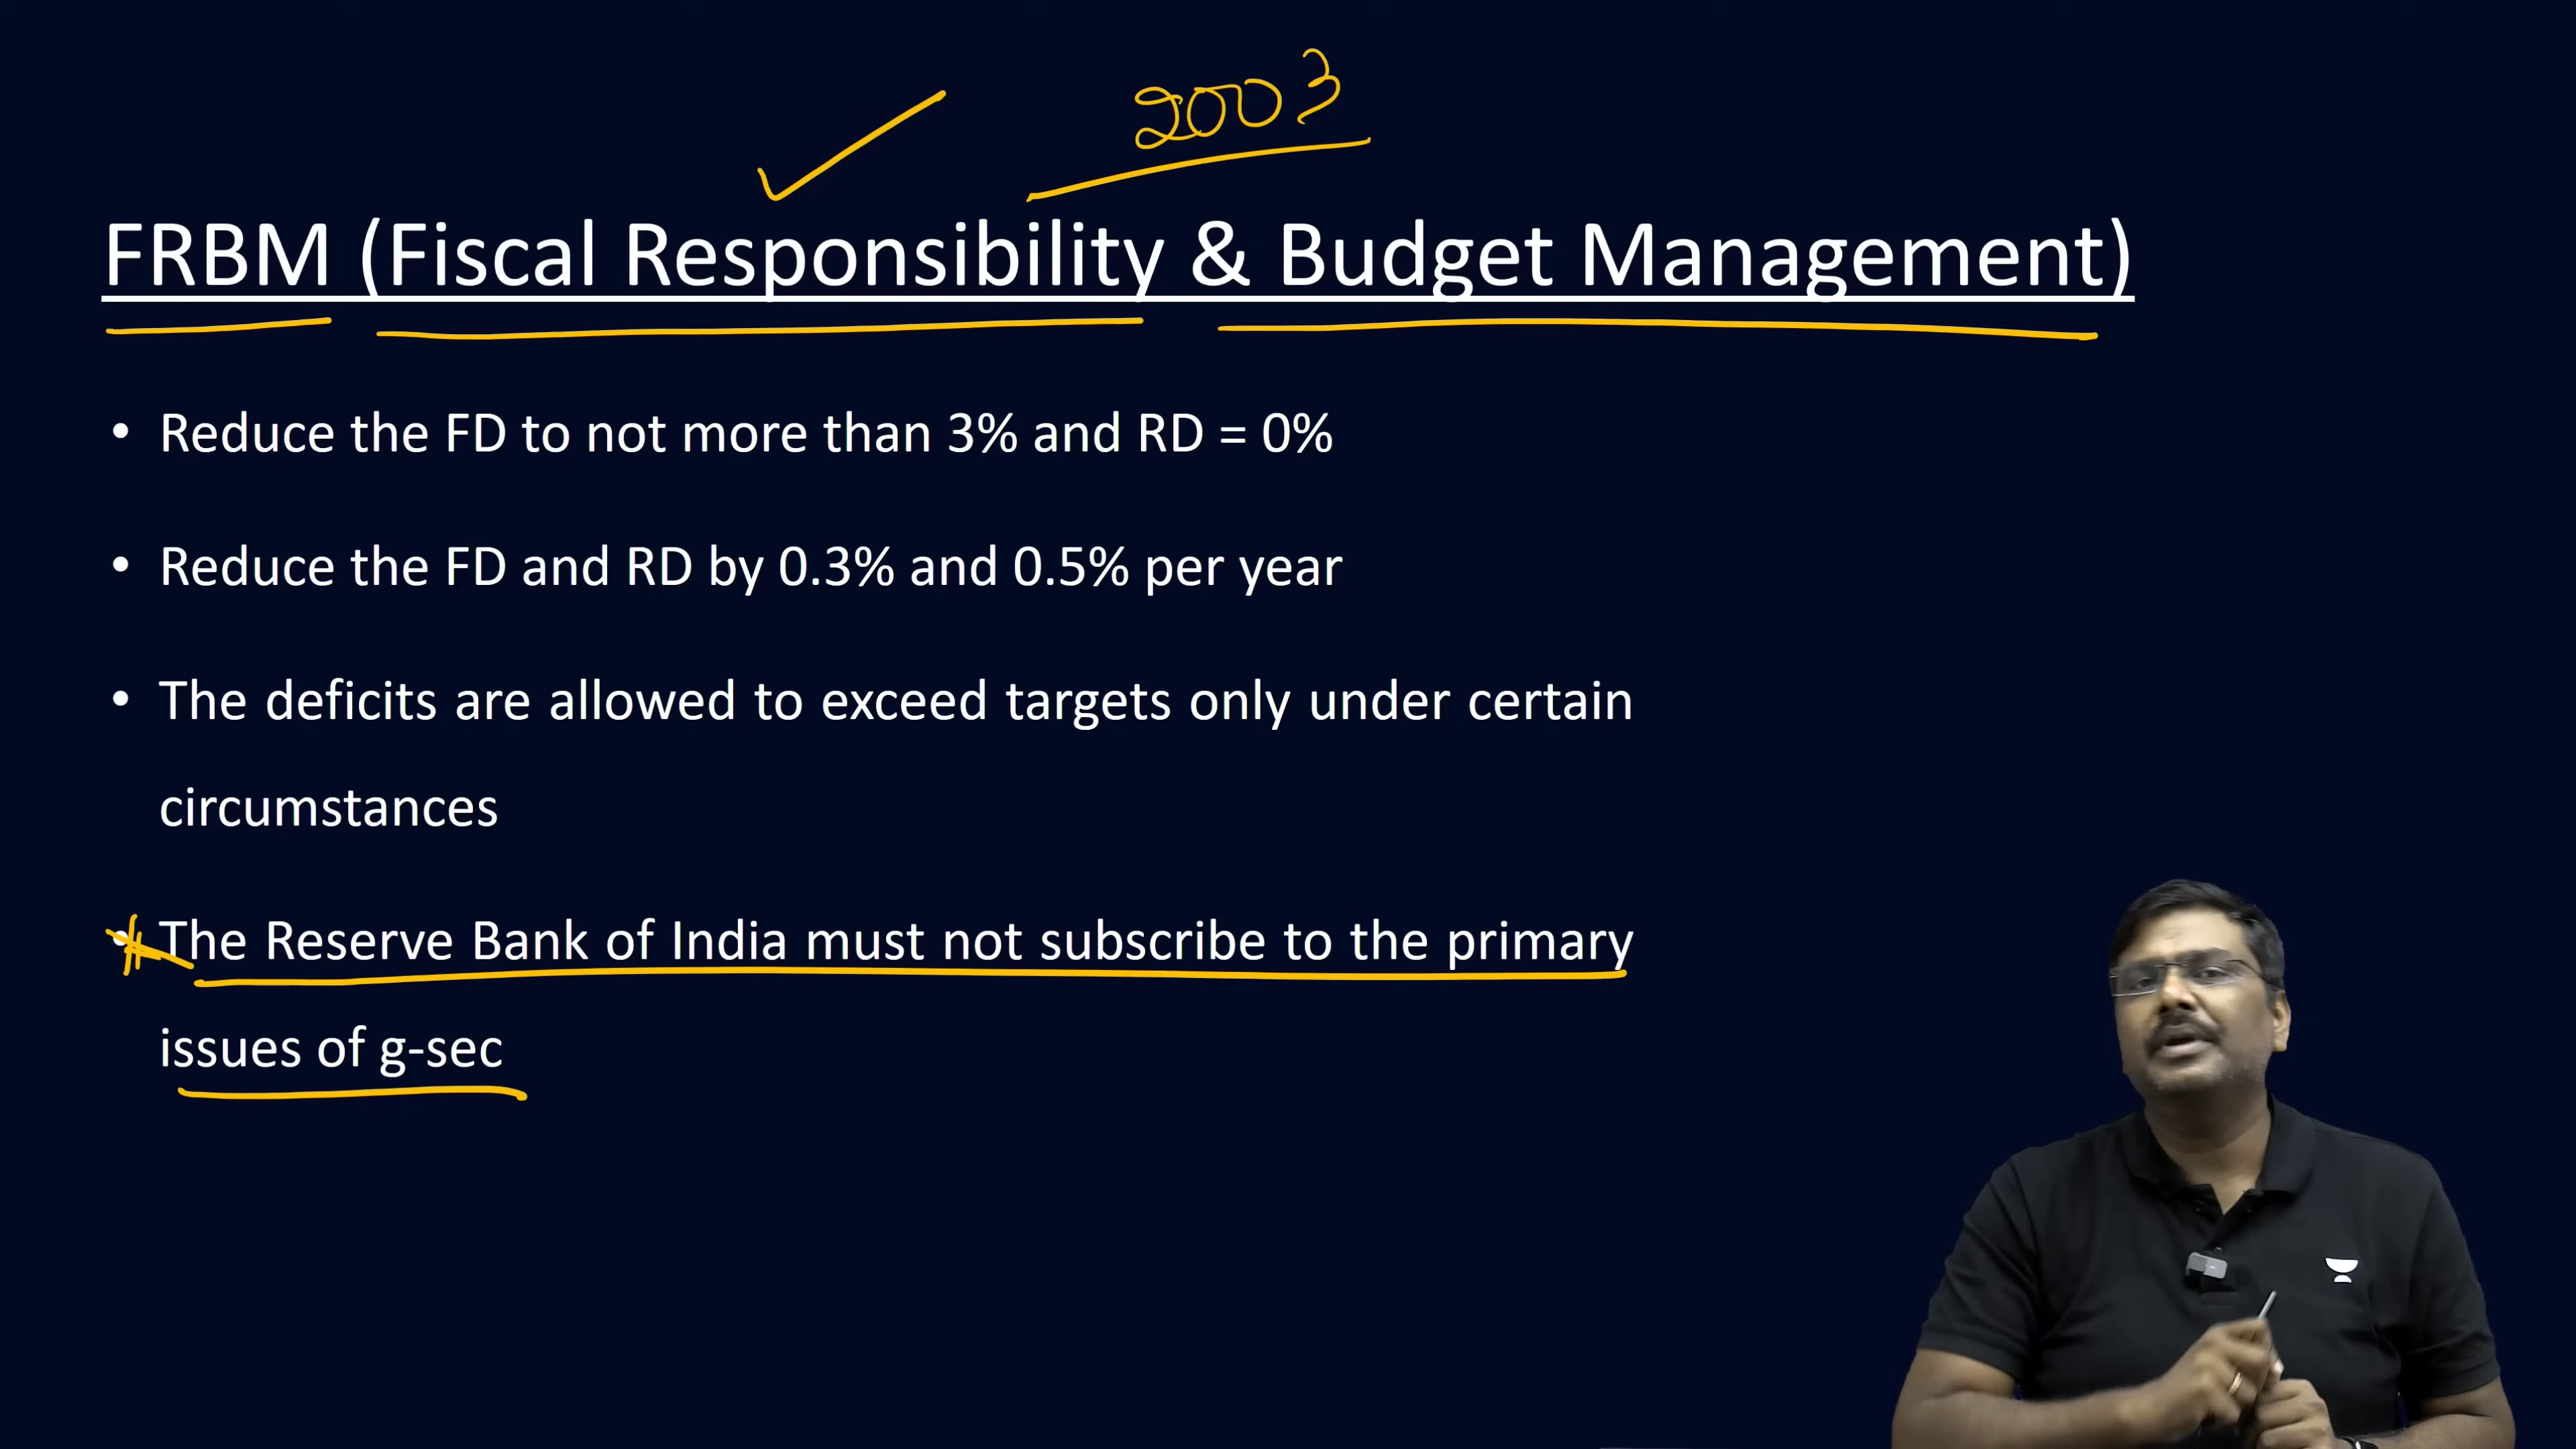 2003
FRBM (Fiscal Responsibility & Budget Management)
• Reduce the FD to not more than 3% and RD = 0%
• Reduce the FD and RD by 0.3% and 0.5% per year
• The deficits are allowed to exceed targets only under certain
circumstances
• The Reserve Bank of India must not subscribe to the primary
issues of g-sec